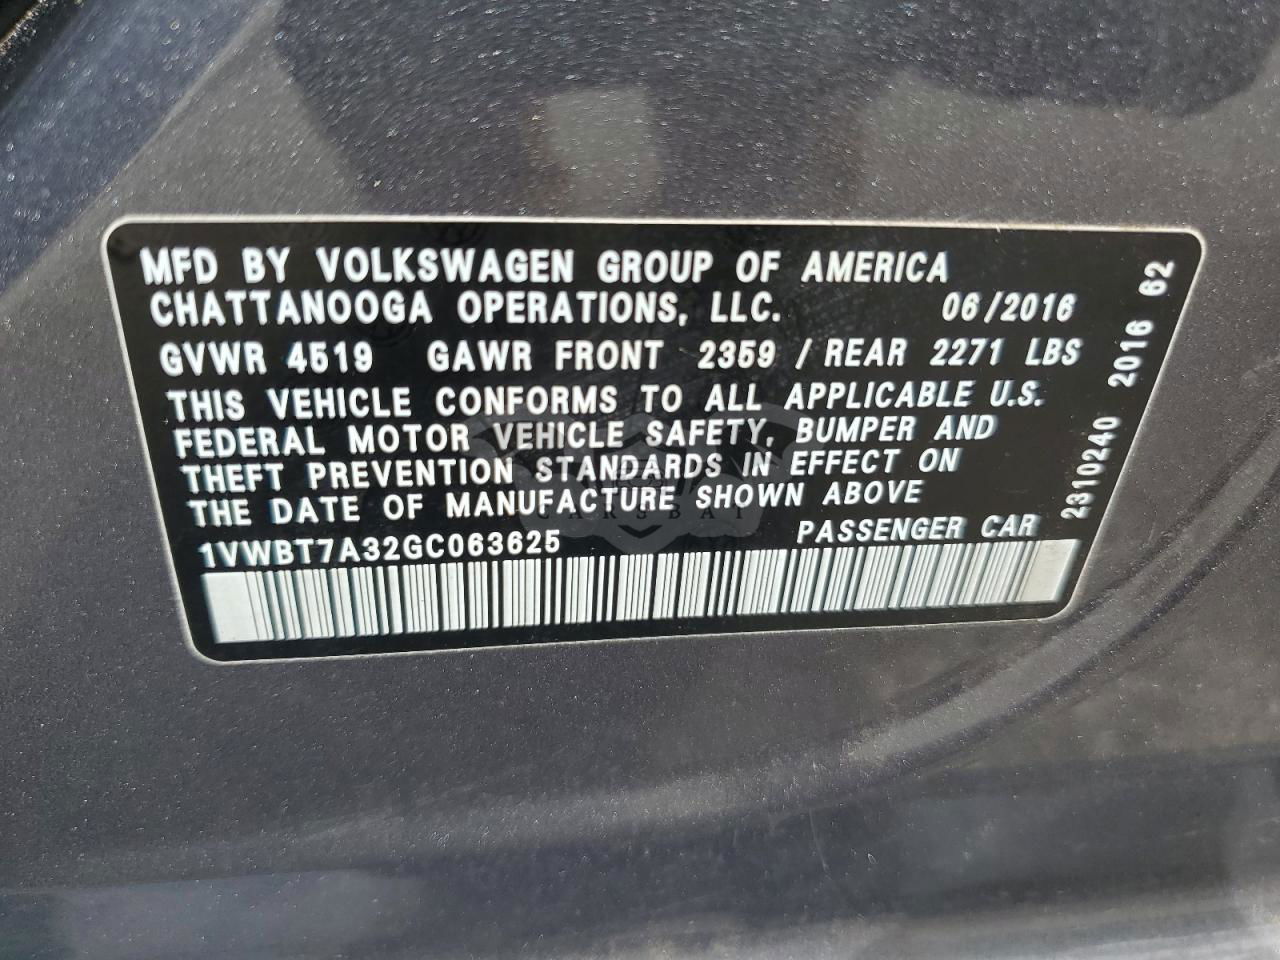 MFD BY VOLKSWAGEN GROUP OF AMERICA
CHATTANOOGA OPERATIONS, LLC. 06/2016
GVWR 4519 GAWR FRONT 2359 / REAR 2271 LBS
THIS VEHICLE CONFORMS TO ALL APPLICABLE U.S.
FEDERAL MOTOR VEHICLE SAFETY, BUMPER AND
THEFT PREVENTION STANDARDS IN EFFECT ON
THE DATE OF MANUFACTURE SHOWN ABOVE
1VWBT7A32GC063625 PASSENGER CAR
2310240 2016 62
CARSBAT